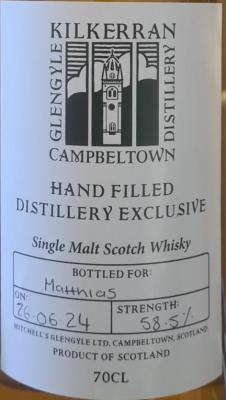 KILKERRAN
GLENGYLE
DISTILLERY
CAMPBELTOWN
HAND FILLED
DISTILLERY EXCLUSIVE
Single Malt Scotch Whisky
BOTTLED FOR:
Matthias
ON:
26.06.24
STRENGTH:
58.5%
MITCHELL'S GLENGYLE LTD. CAMPBELTOWN, SCOTLAND
PRODUCT OF SCOTLAND
70CL